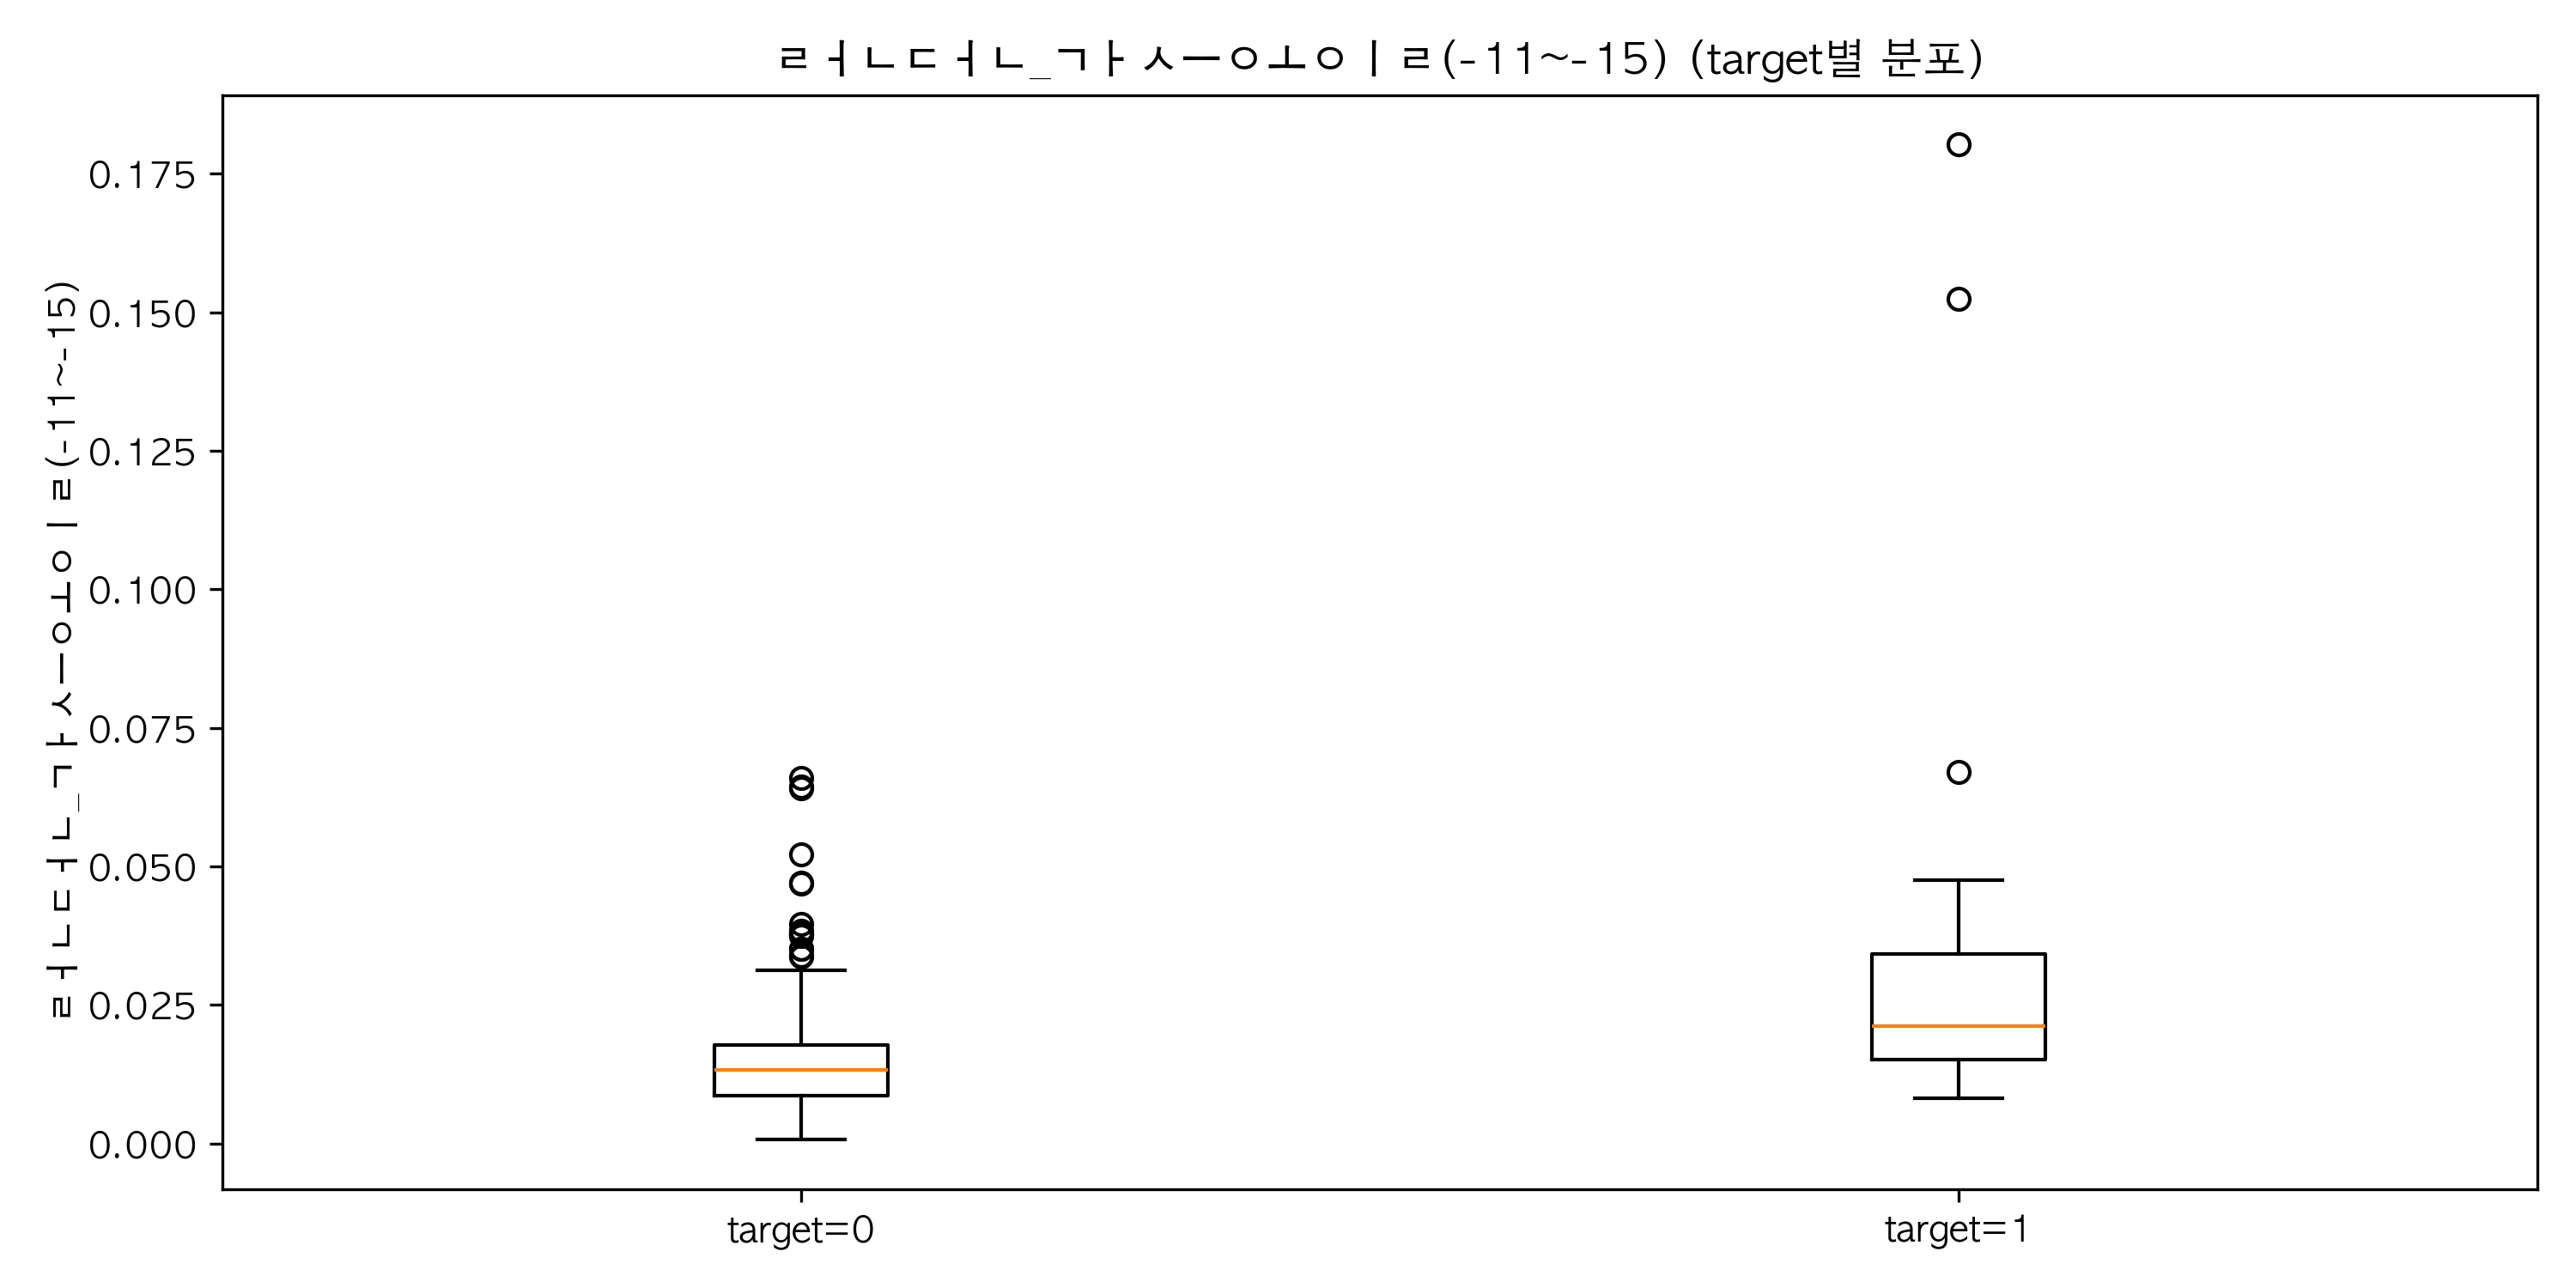 ㄹㅓㄴㄷㅓㄴ_ㄱㅏㅅㅡㅇㅗㅇㅣㄹ(-11~-15) (target별 분포)
ㄹㅓㄴㄷㅓㄴ_ㄱㅏㅅㅡㅇㅗㅇㅣㄹ(-11~-15)
0.175
0.150
0.125
0.100
0.075
0.050
0.025
0.000
target=0
target=1